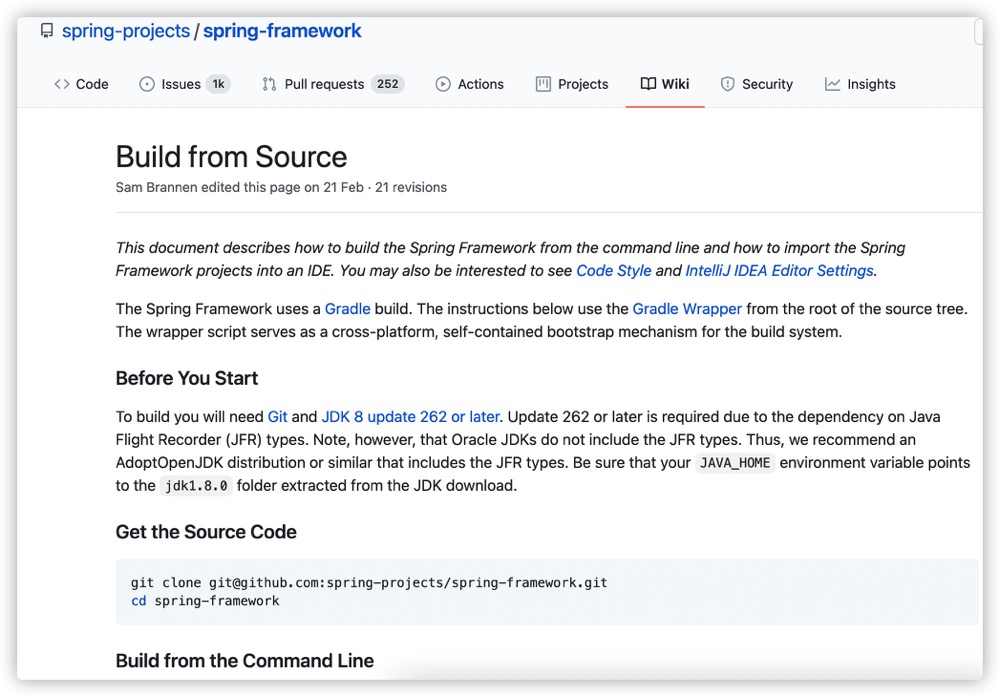 spring-projects / spring-framework
Code Issues 1k Pull requests 252 Actions Projects Wiki Security Insights
Build from Source
Sam Brannen edited this page on 21 Feb · 21 revisions
This document describes how to build the Spring Framework from the command line and how to import the Spring
Framework projects into an IDE. You may also be interested to see Code Style and IntelliJ IDEA Editor Settings.
The Spring Framework uses a Gradle build. The instructions below use the Gradle Wrapper from the root of the source tree.
The wrapper script serves as a cross-platform, self-contained bootstrap mechanism for the build system.
Before You Start
To build you will need Git and JDK 8 update 262 or later. Update 262 or later is required due to the dependency on Java
Flight Recorder (JFR) types. Note, however, that Oracle JDKs do not include the JFR types. Thus, we recommend an
AdoptOpenJDK distribution or similar that includes the JFR types. Be sure that your JAVA_HOME environment variable points
to the jdk1.8.0 folder extracted from the JDK download.
Get the Source Code
git clone git@github.com:spring-projects/spring-framework.git
cd spring-framework
Build from the Command Line